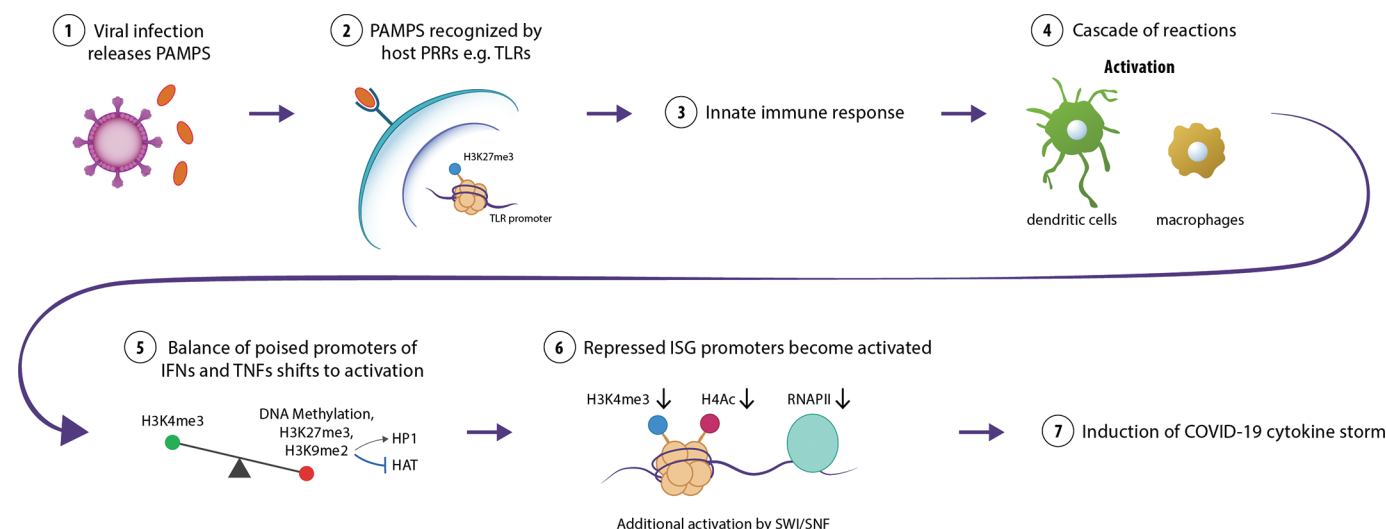 1 Viral infection
releases PAMPS
2 PAMPS recognized by
host PRRs e.g. TLRs
H3K27me3
TLR promoter
3 Innate immune response
4 Cascade of reactions
Activation
dendritic cells
macrophages
5 Balance of poised promoters of
IFNs and TNFs shifts to activation
H3K4me3
DNA Methylation,
H3K27me3,
H3K9me2
HP1
HAT
6 Repressed ISG promoters become activated
H3K4me3 ↓ H4Ac ↓ RNAPII ↓
Additional activation by SWI/SNF
7 Induction of COVID-19 cytokine storm